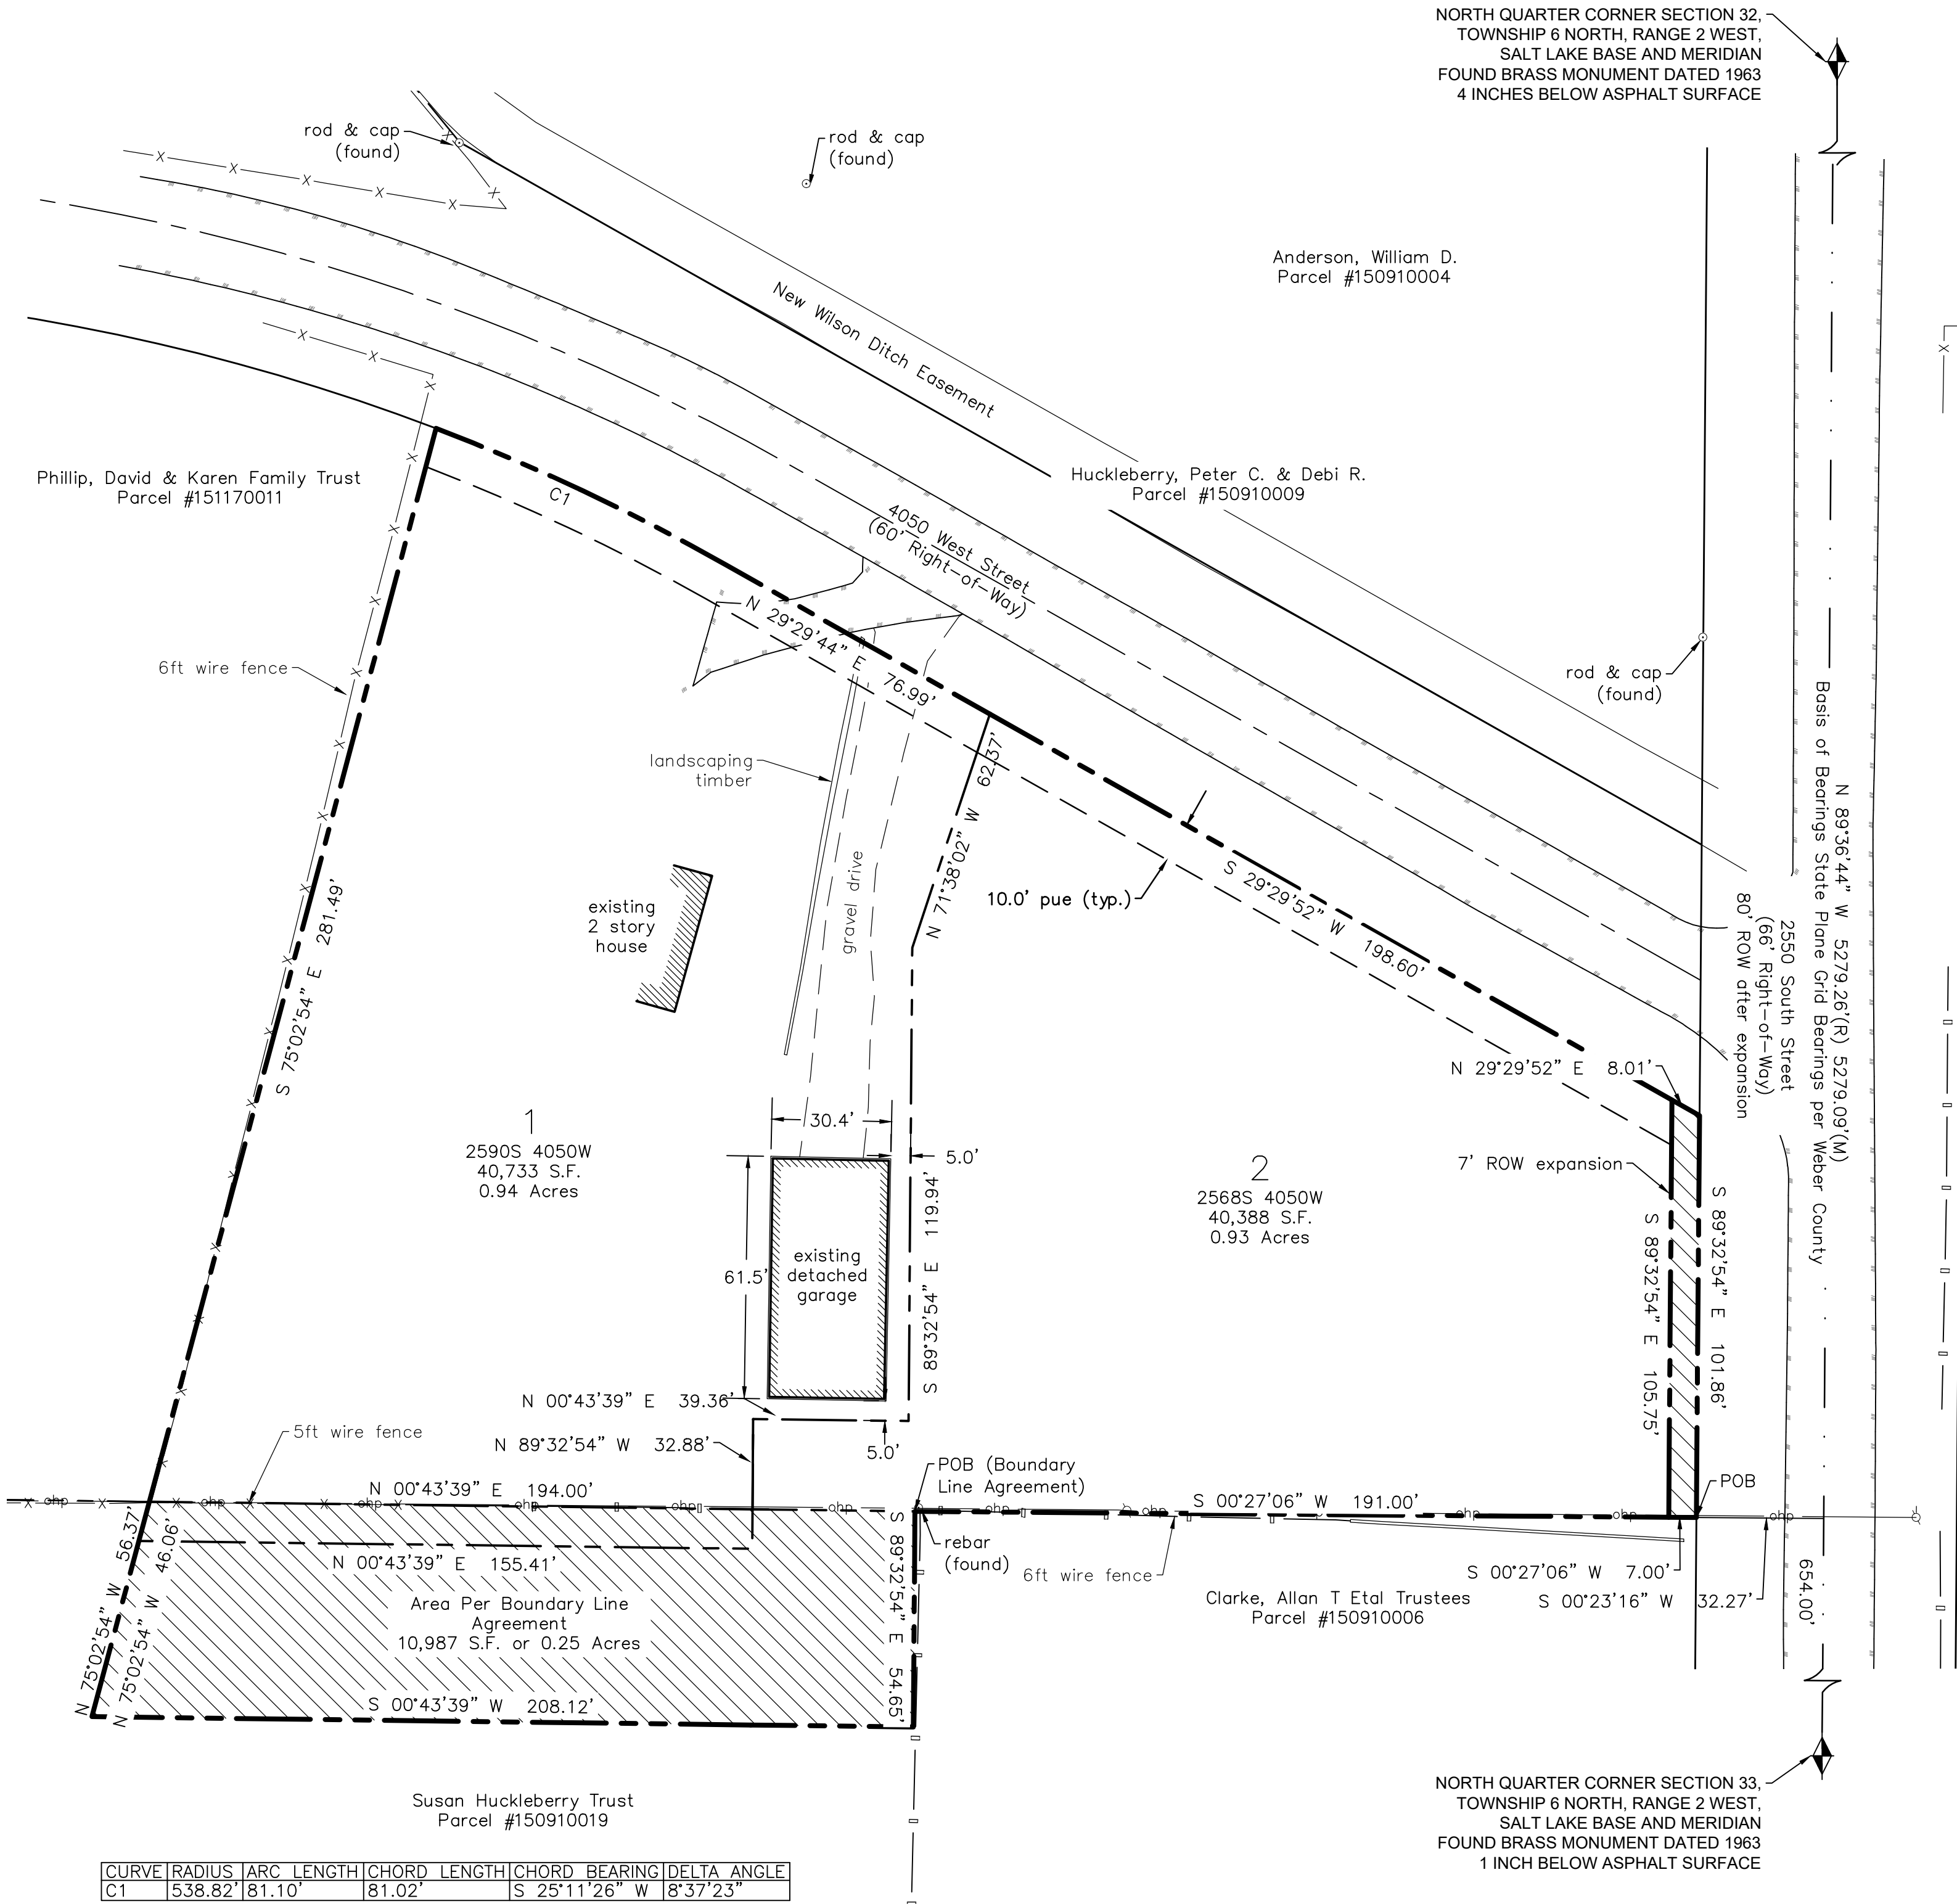 NORTH QUARTER CORNER SECTION 32,
TOWNSHIP 6 NORTH, RANGE 2 WEST,
SALT LAKE BASE AND MERIDIAN
FOUND BRASS MONUMENT DATED 1963
4 INCHES BELOW ASPHALT SURFACE
rod & cap
(found)
rod & cap
(found)
Anderson, William D.
Parcel #150910004
New Wilson Ditch Easement
Phillip, David & Karen Family Trust
Parcel #151170011
Huckleberry, Peter C. & Debi R.
Parcel #150910009
C1
4050 West Street
(60' Right-of-Way)
N 29°29'44" E 76.99'
6ft wire fence
rod & cap
(found)
landscaping
timber
N 71°38'02" W 62.37'
gravel drive
10.0' pue (typ.)
S 29°29'52" W 198.60'
existing
2 story
house
S 75°02'54" E 281.49'
N 89°36'44" W 5279.26'(R) 5279.09'(M)
Basis of Bearings State Plane Grid Bearings per Weber County
2550 South Street
(66' Right-of-Way)
80' ROW after expansion
N 29°29'52" E 8.01'
1
2590S 4050W
40,733 S.F.
0.94 Acres
30.4'
5.0'
61.5'
existing
detached
garage
S 89°32'54" E 119.94'
2
2568S 4050W
40,388 S.F.
0.93 Acres
7' ROW expansion
S 89°32'54" E 101.86'
S 89°32'54" E 105.75'
N 00°43'39" E 39.36'
N 89°32'54" W 32.88'
5.0'
5ft wire fence
POB (Boundary
Line Agreement)
POB
N 00°43'39" E 194.00'
S 00°27'06" W 191.00'
ohp ohp ohp ohp ohp ohp ohp ohp ohp ohp ohp
56.37'
46.06'
N 75°02'54" W
N 75°02'54" W
N 00°43'39" E 155.41'
rebar
(found)
6ft wire fence
S 00°27'06" W 7.00'
S 00°23'16" W 32.27'
654.00'
Clarke, Allan T Etal Trustees
Parcel #150910006
Area Per Boundary Line
Agreement
10,987 S.F. or 0.25 Acres
S 89°32'54" E 54.65'
S 00°43'39" W 208.12'
Susan Huckleberry Trust
Parcel #150910019
NORTH QUARTER CORNER SECTION 33,
TOWNSHIP 6 NORTH, RANGE 2 WEST,
SALT LAKE BASE AND MERIDIAN
FOUND BRASS MONUMENT DATED 1963
1 INCH BELOW ASPHALT SURFACE
CURVE RADIUS ARC LENGTH CHORD LENGTH CHORD BEARING DELTA ANGLE
C1 538.82' 81.10' 81.02' S 25°11'26" W 8°37'23"